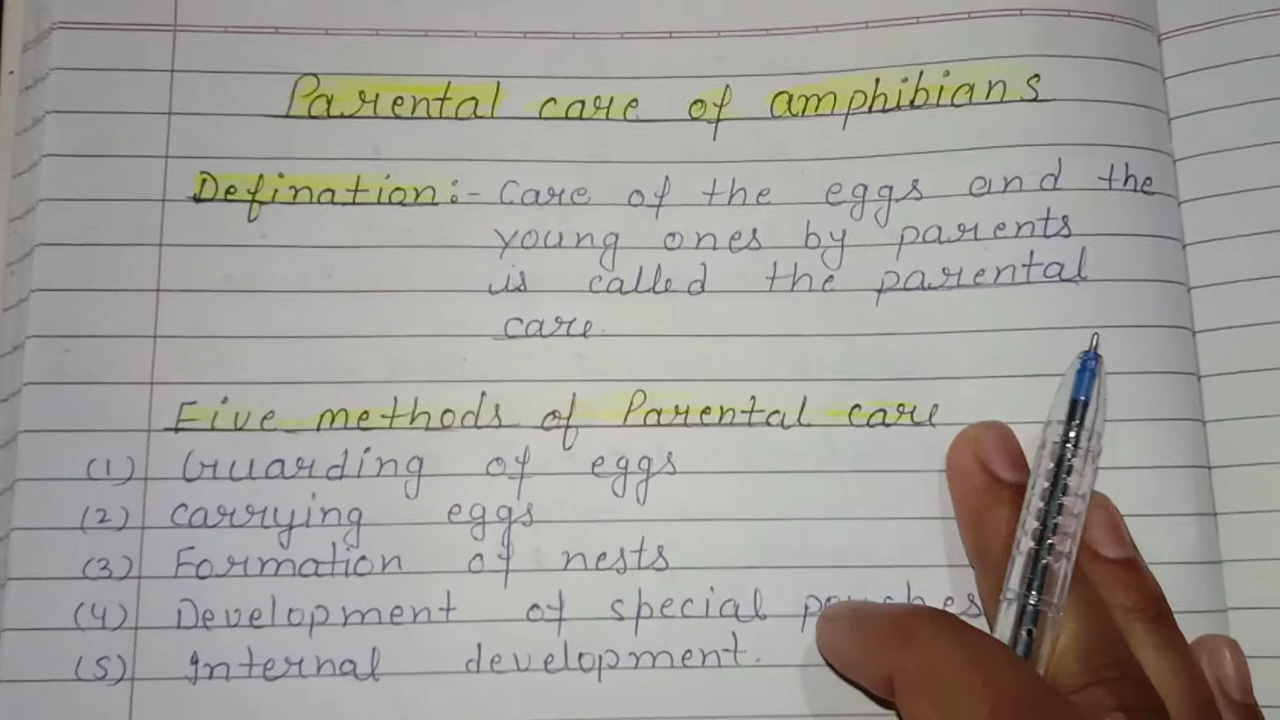 Parental care of amphibians
Defination:- Care of the eggs and the
young ones by parents
is called the parental
care.
Five methods of Parental care
(1) Guarding of eggs
(2) carrying eggs
(3) Formation of nests
(4) Development of special pouches
(5) Internal development.